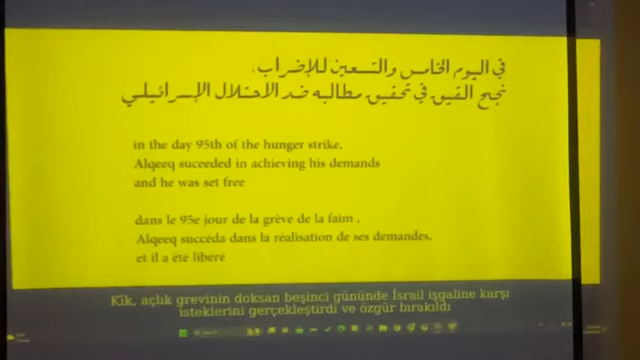 في اليوم الخامس والتسعين للإضراب.
نجح القيق في تحقيق مطالبه ضد الاحتلال الإسرائيلي
in the day 95th of the hunger strike,
Alqeeq suceeded in achieving his demands
and he was set free
dans le 95e jour de la grève de la faim ,
Alqeeq succéda dans la réalisation de ses demandes,
et il a été libéré
Kîk, açlık grevinin doksan beşinci gününde İsrail işgaline karşı
isteklerini gerçekleştirdi ve özgür bırakıldı